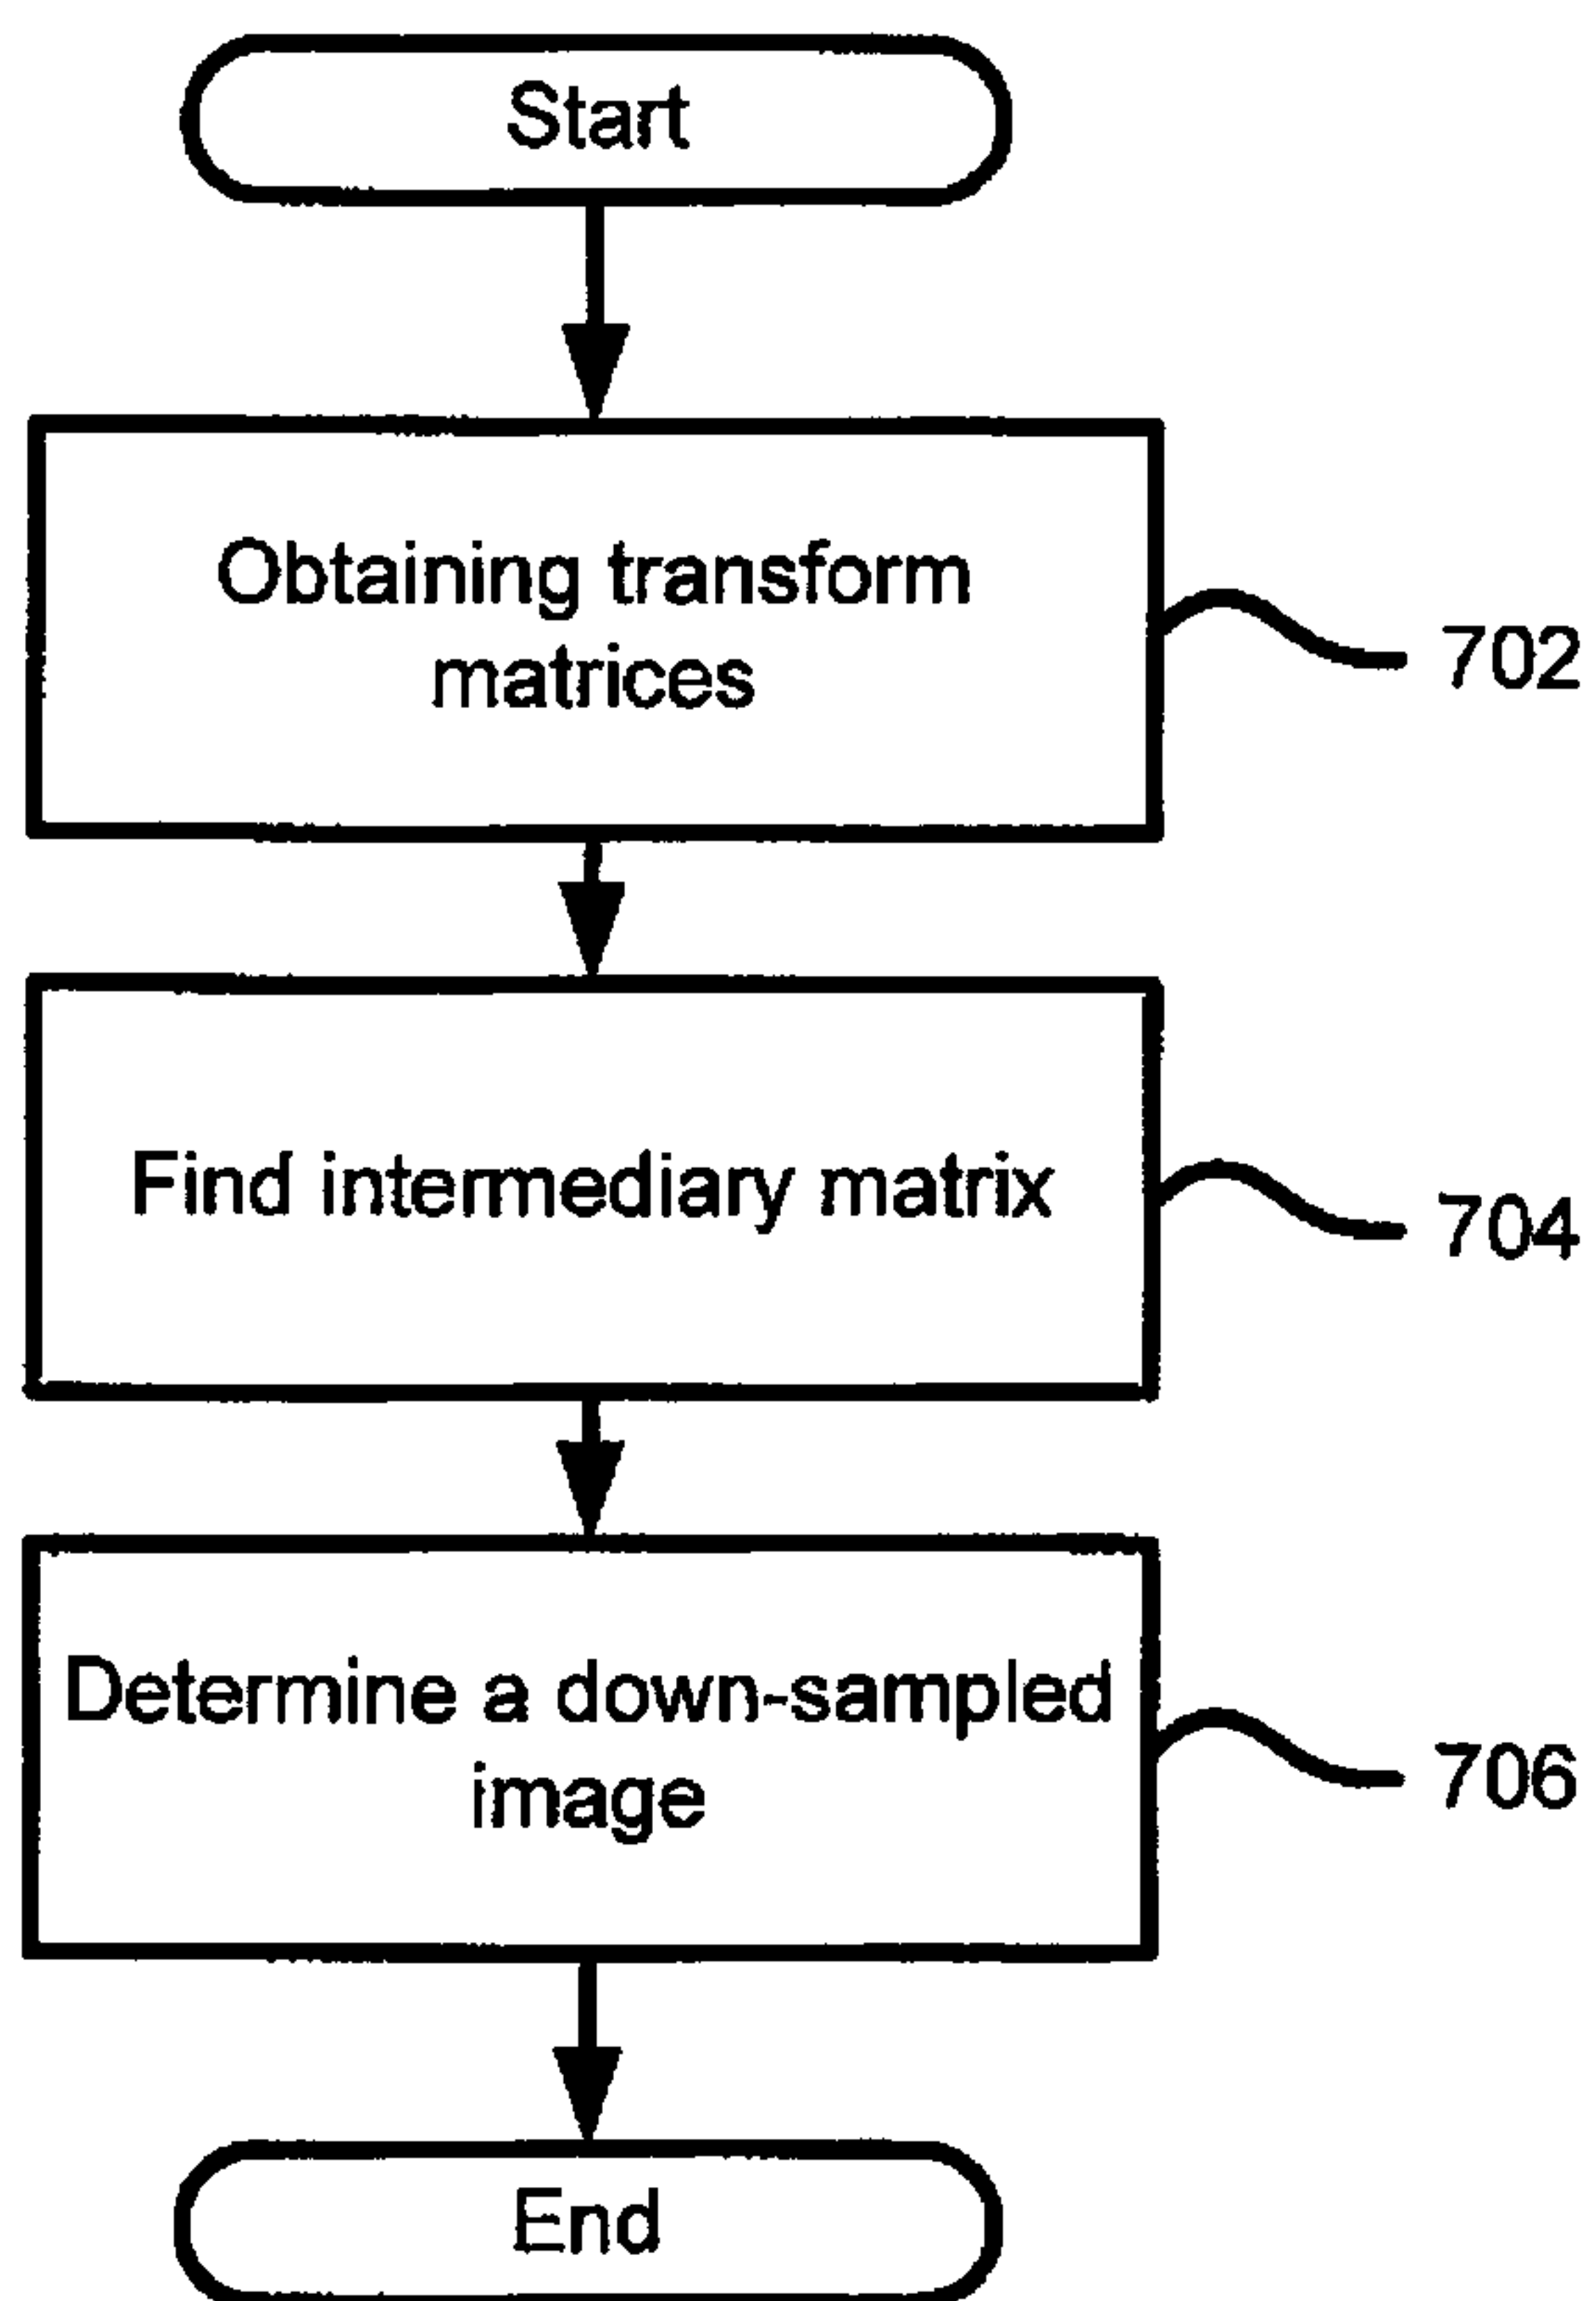 Start
Obtaining transform
matrices
702
Find intermediary matrix
704
Determine a down-sampled
image
706
End